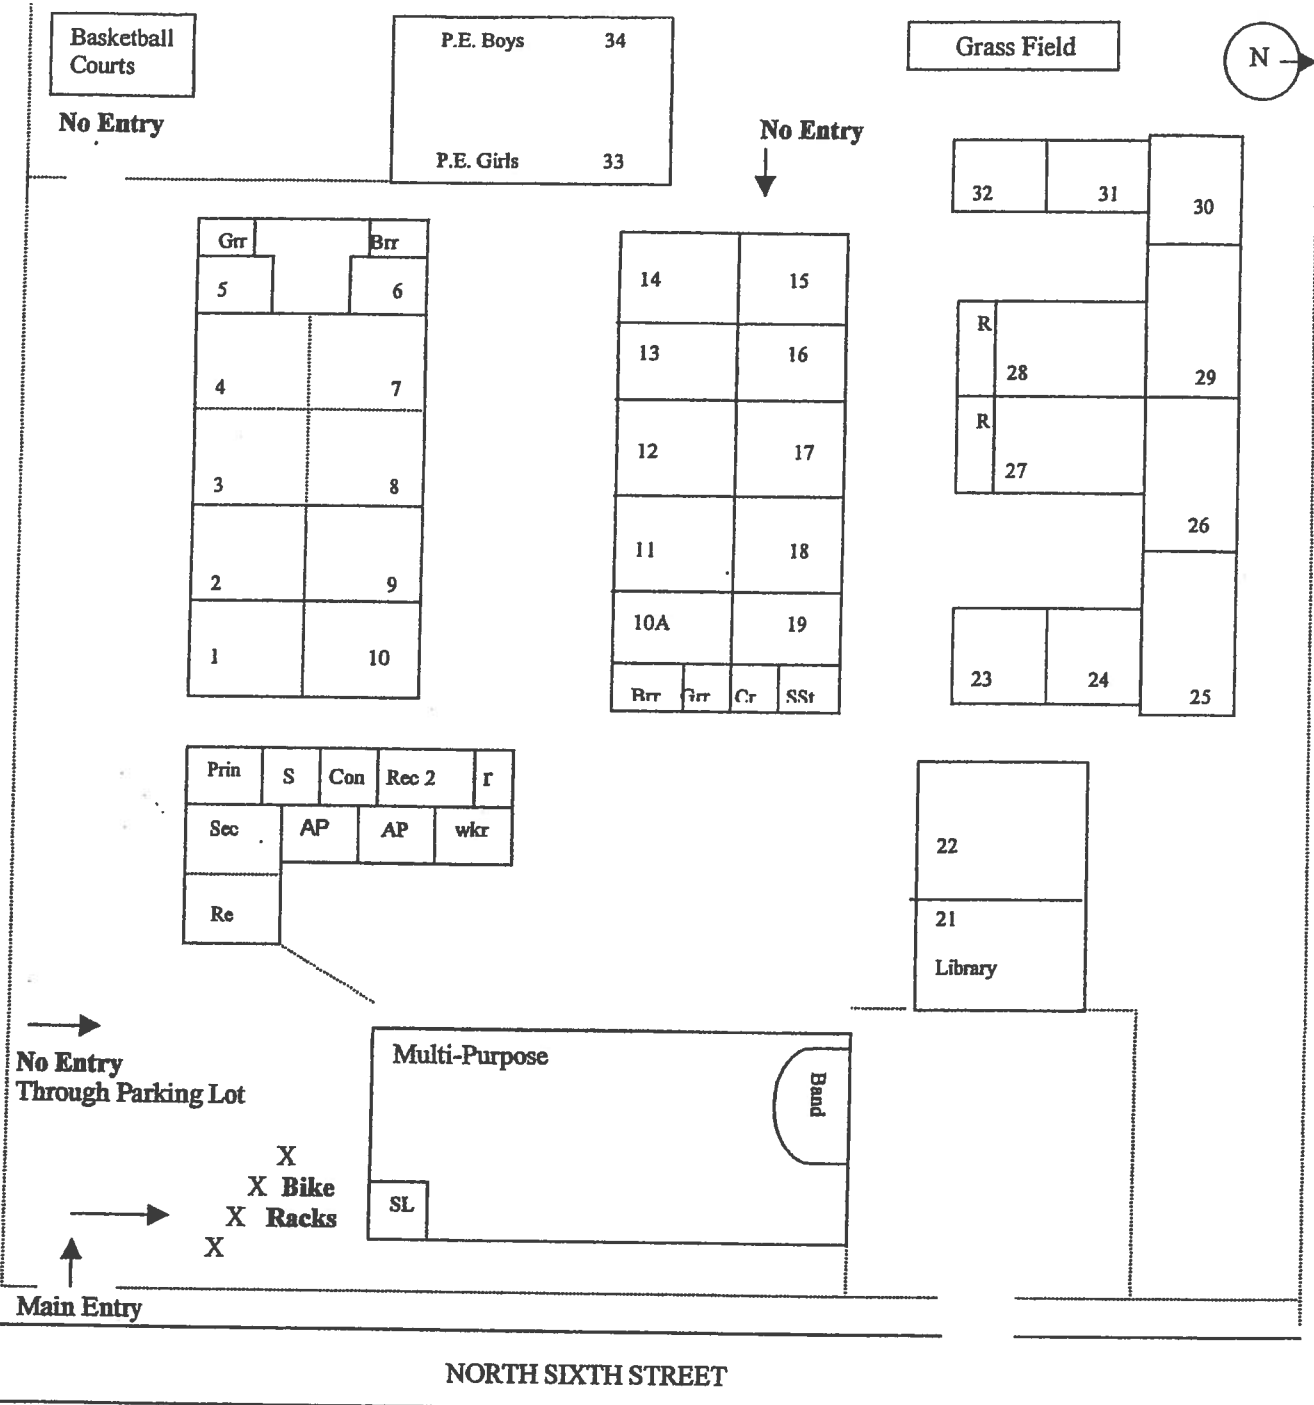 Basketball
Courts
No Entry
P.E. Boys 34
P.E. Girls 33
Grass Field
N
No Entry
Grr Brr
5 6
4 7
3 8
2 9
1 10
14 15
13 16
12 17
11 18
10A 19
Brr Grr Cr SSt
32 31 30
R 28 29
R 27 26
23 24 25
Prin S Con Rec 2 r
Sec AP AP wkr
Re
22
21
Library
No Entry
Through Parking Lot
Multi-Purpose
Band
SL
X
X Bike
X Racks
X
Main Entry
NORTH SIXTH STREET